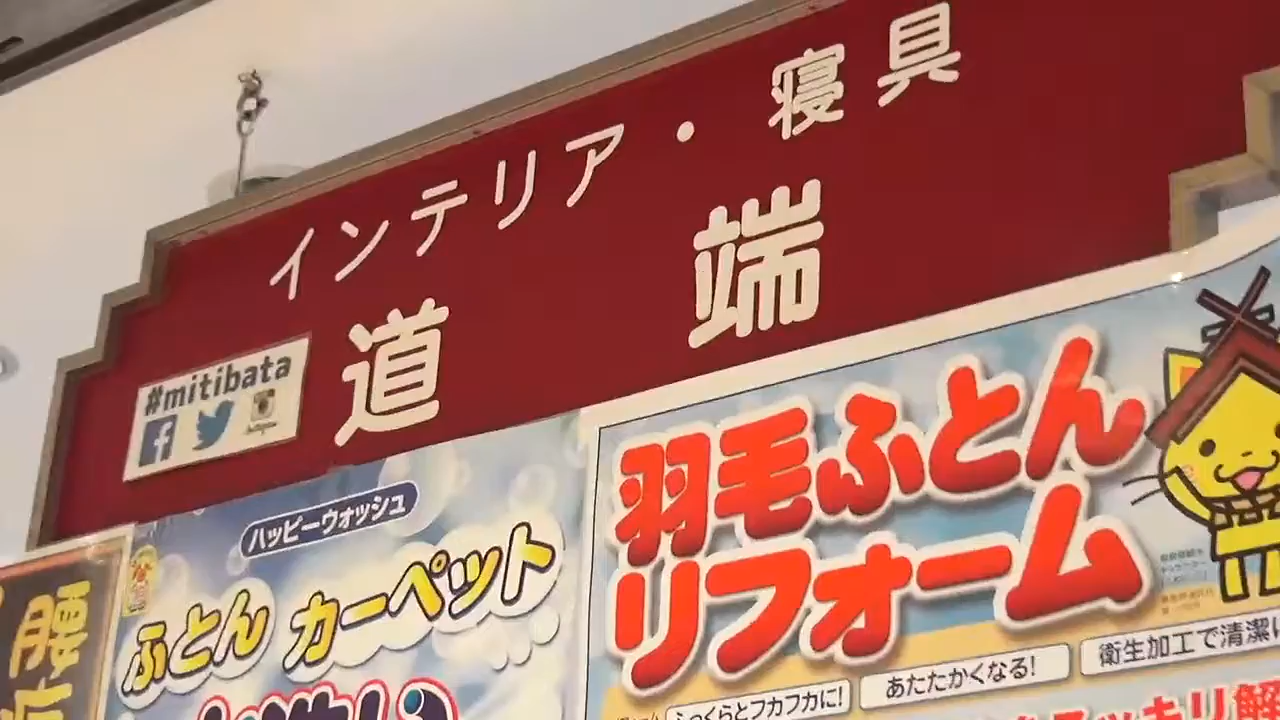 インテリア・寝具
道端
#mitibata
ハッピーウォッシュ
ふとん カーペット
羽毛ふとん
リフォーム
ふっくらとフカフカに!
あたたかくなる!
衛生加工で清潔
腰